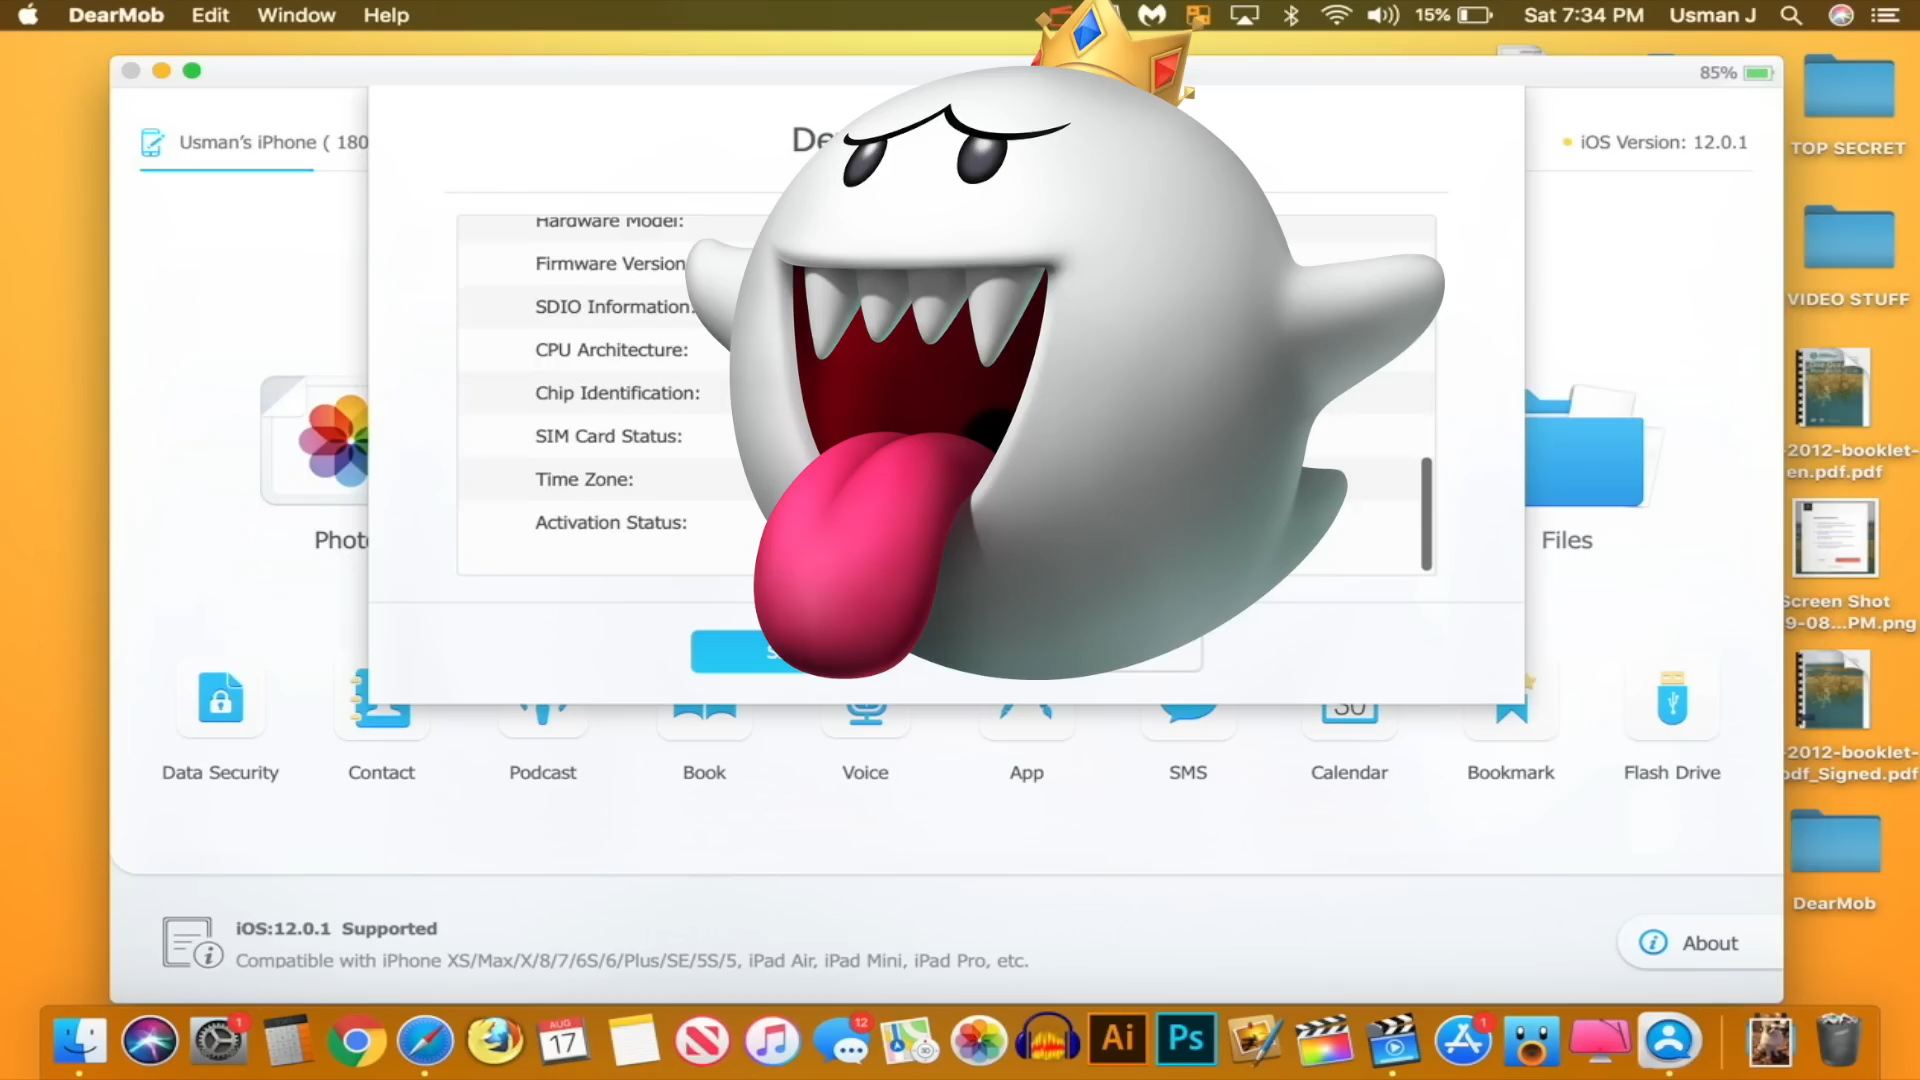 DearMob Edit Window Help
15% Sat 7:34 PM Usman J
85%
Usman's iPhone ( 180
iOS Version: 12.0.1
Hardware Model:
Firmware Version
SDIO Information:
CPU Architecture:
Chip Identification:
SIM Card Status:
Time Zone:
Activation Status:
Files
30
Data Security Contact Podcast Book Voice App SMS Calendar Bookmark Flash Drive
iOS:12.0.1 Supported
Compatible with iPhone XS/Max/X/8/7/6S/6/Plus/SE/5S/5, iPad Air, iPad Mini, iPad Pro, etc.
About
TOP SECRET
VIDEO STUFF
-2012-booklet-
en.pdf.pdf
Screen Shot
9-08...PM.png
-2012-booklet-
pdf_Signed.pdf
DearMob
1
AUG
17
12
3D
Ai
Ps
1